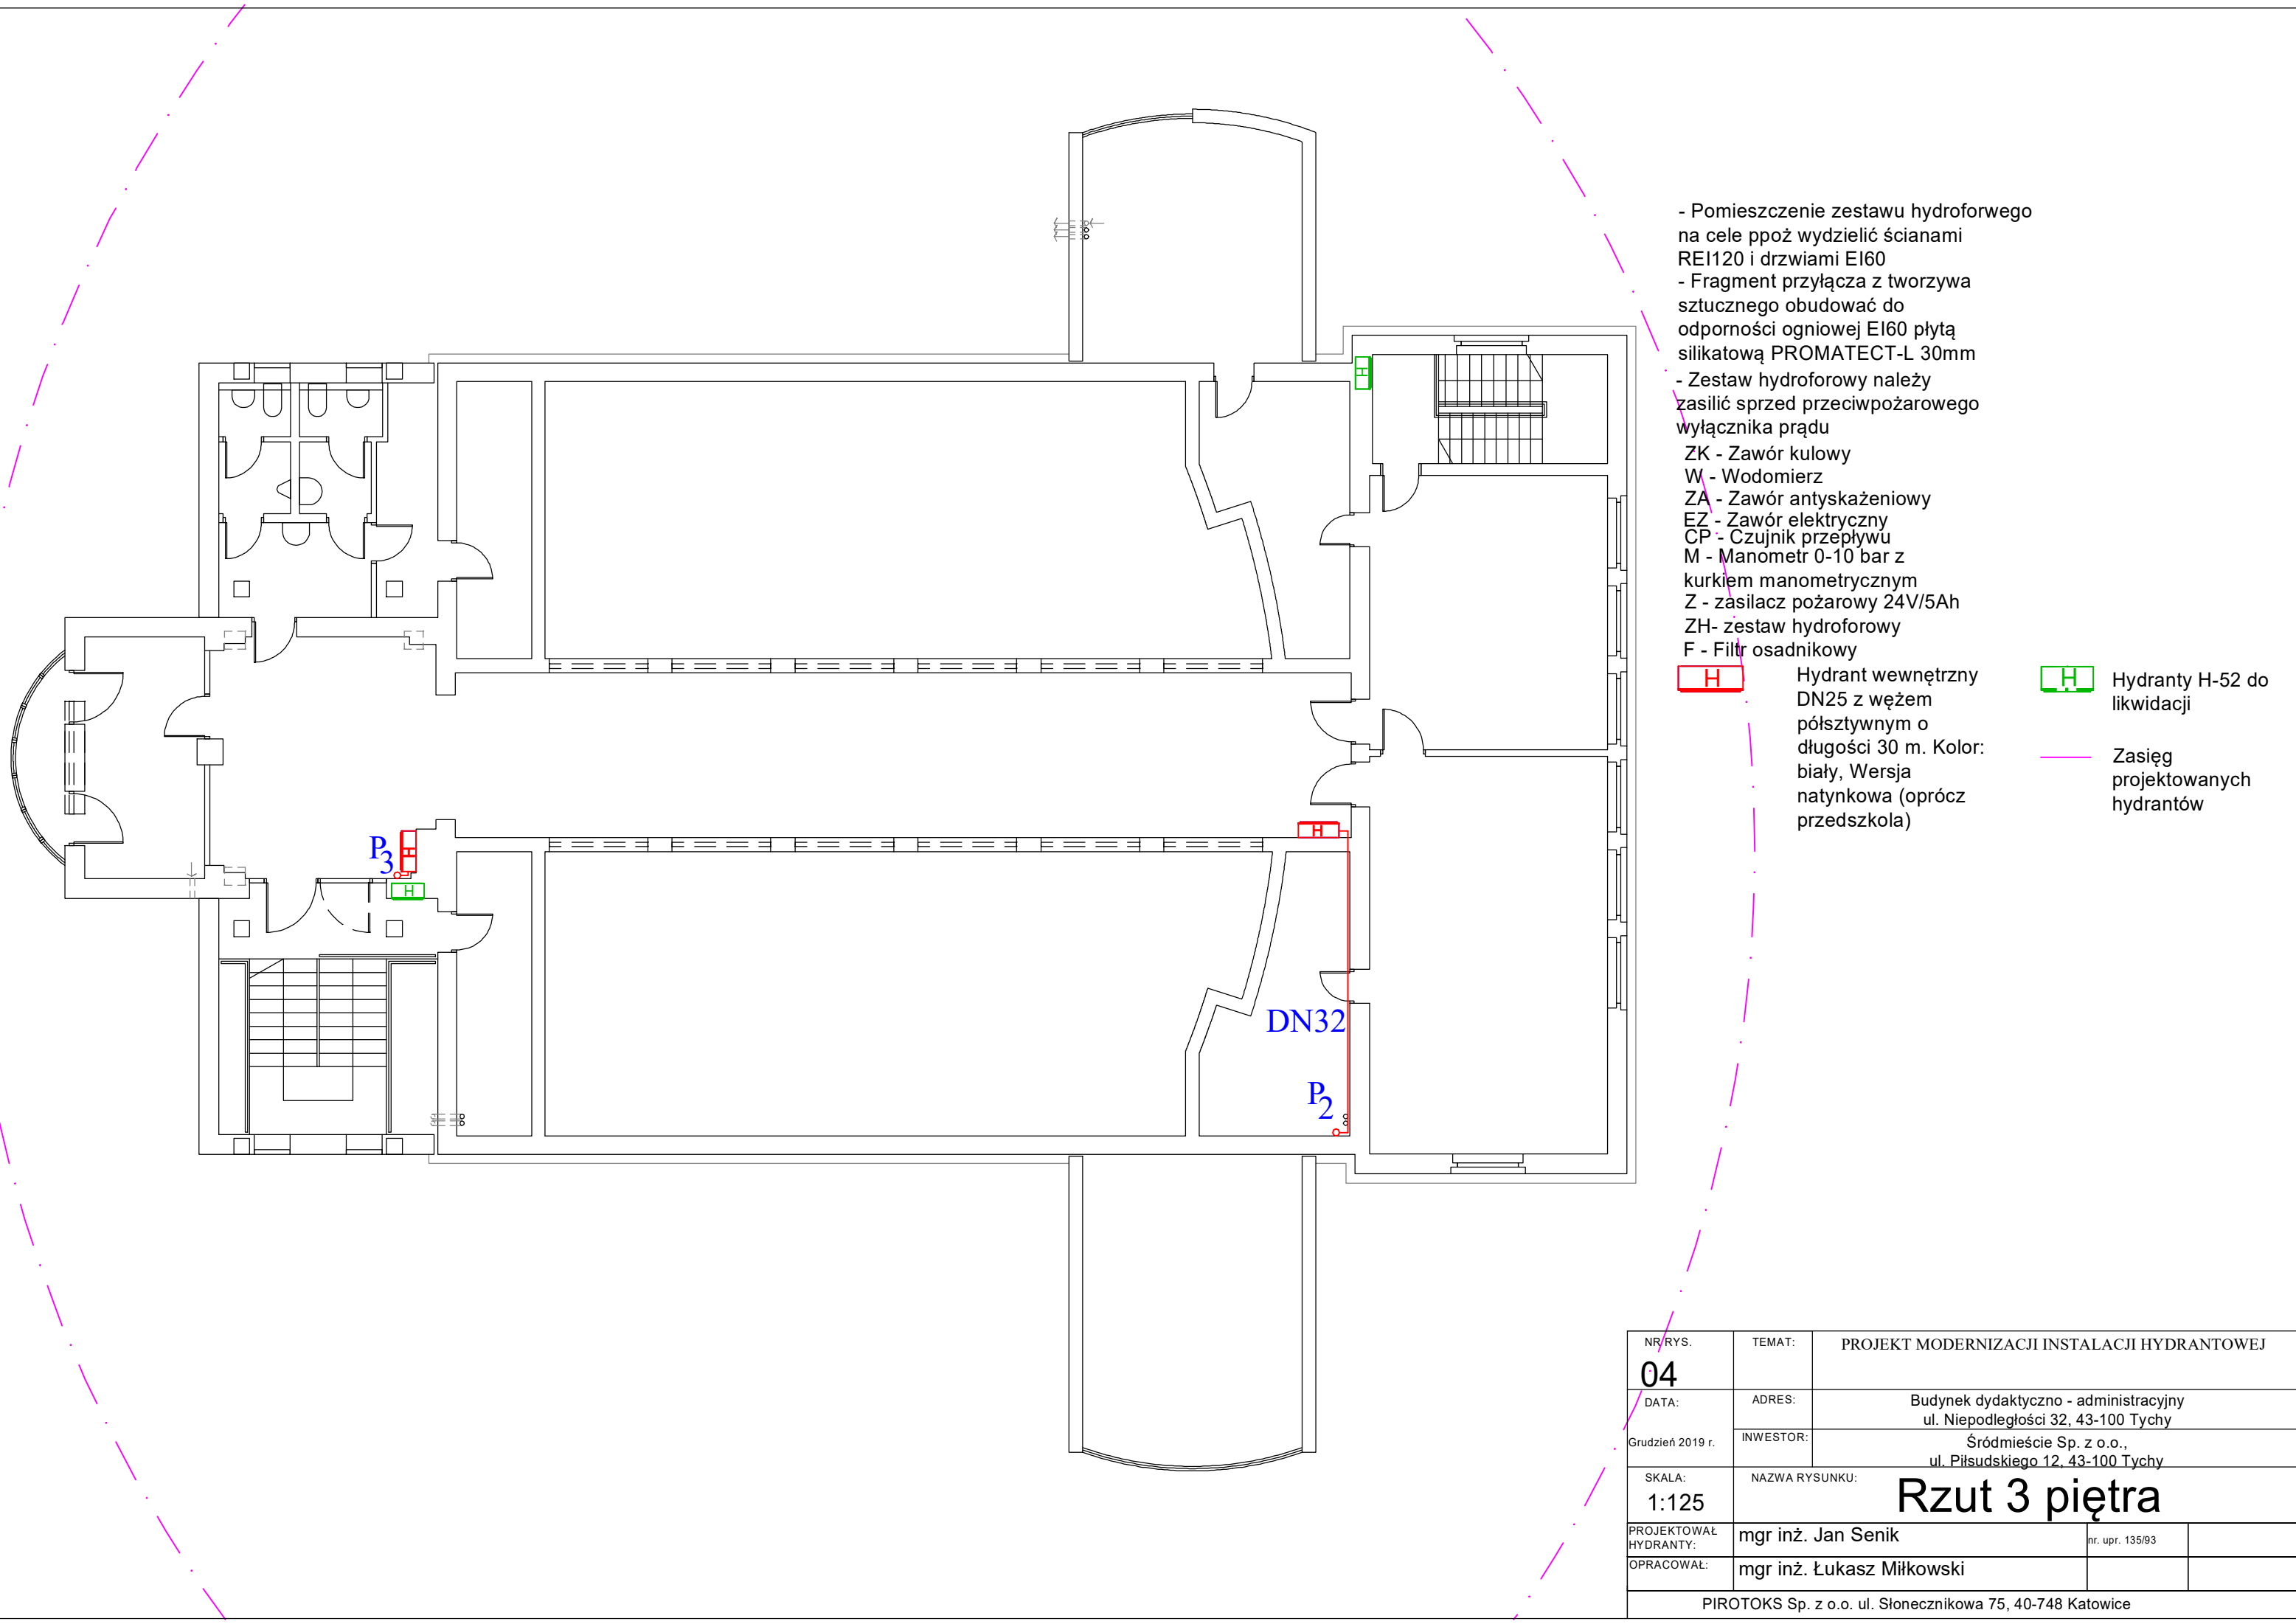 - Pomieszczenie zestawu hydroforwego
na cele ppoż wydzielić ścianami
REI120 i drzwiami EI60
- Fragment przyłącza z tworzywa
sztucznego obudować do
odporności ogniowej EI60 płytą
silikatową PROMATECT-L 30mm
- Zestaw hydroforowy należy
zasilić sprzed przeciwpożarowego
wyłącznika prądu
ZK - Zawór kulowy
W - Wodomierz
ZA - Zawór antyskażeniowy
EZ - Zawór elektryczny
CP - Czujnik przepływu
M - Manometr 0-10 bar z
kurkiem manometrycznym
Z - zasilacz pożarowy 24V/5Ah
ZH- zestaw hydroforowy
F - Filtr osadnikowy
H
Hydrant wewnętrzny
DN25 z wężem
półsztywnym o
długości 30 m. Kolor:
biały, Wersja
natynkowa (oprócz
przedszkola)
H
Hydranty H-52 do
likwidacji
Zasięg
projektowanych
hydrantów
H
H
P3
H
H
DN32
P2
NR RYS.
04
TEMAT:
PROJEKT MODERNIZACJI INSTALACJI HYDRANTOWEJ
DATA:
Grudzień 2019 r.
ADRES:
Budynek dydaktyczno - administracyjny
ul. Niepodległości 32, 43-100 Tychy
INWESTOR:
Śródmieście Sp. z o.o.,
ul. Piłsudskiego 12, 43-100 Tychy
SKALA:
1:125
NAZWA RYSUNKU:
Rzut 3 piętra
PROJEKTOWAŁ
HYDRANTY:
mgr inż. Jan Senik
nr. upr. 135/93
OPRACOWAŁ:
mgr inż. Łukasz Miłkowski
PIROTOKS Sp. z o.o. ul. Słonecznikowa 75, 40-748 Katowice